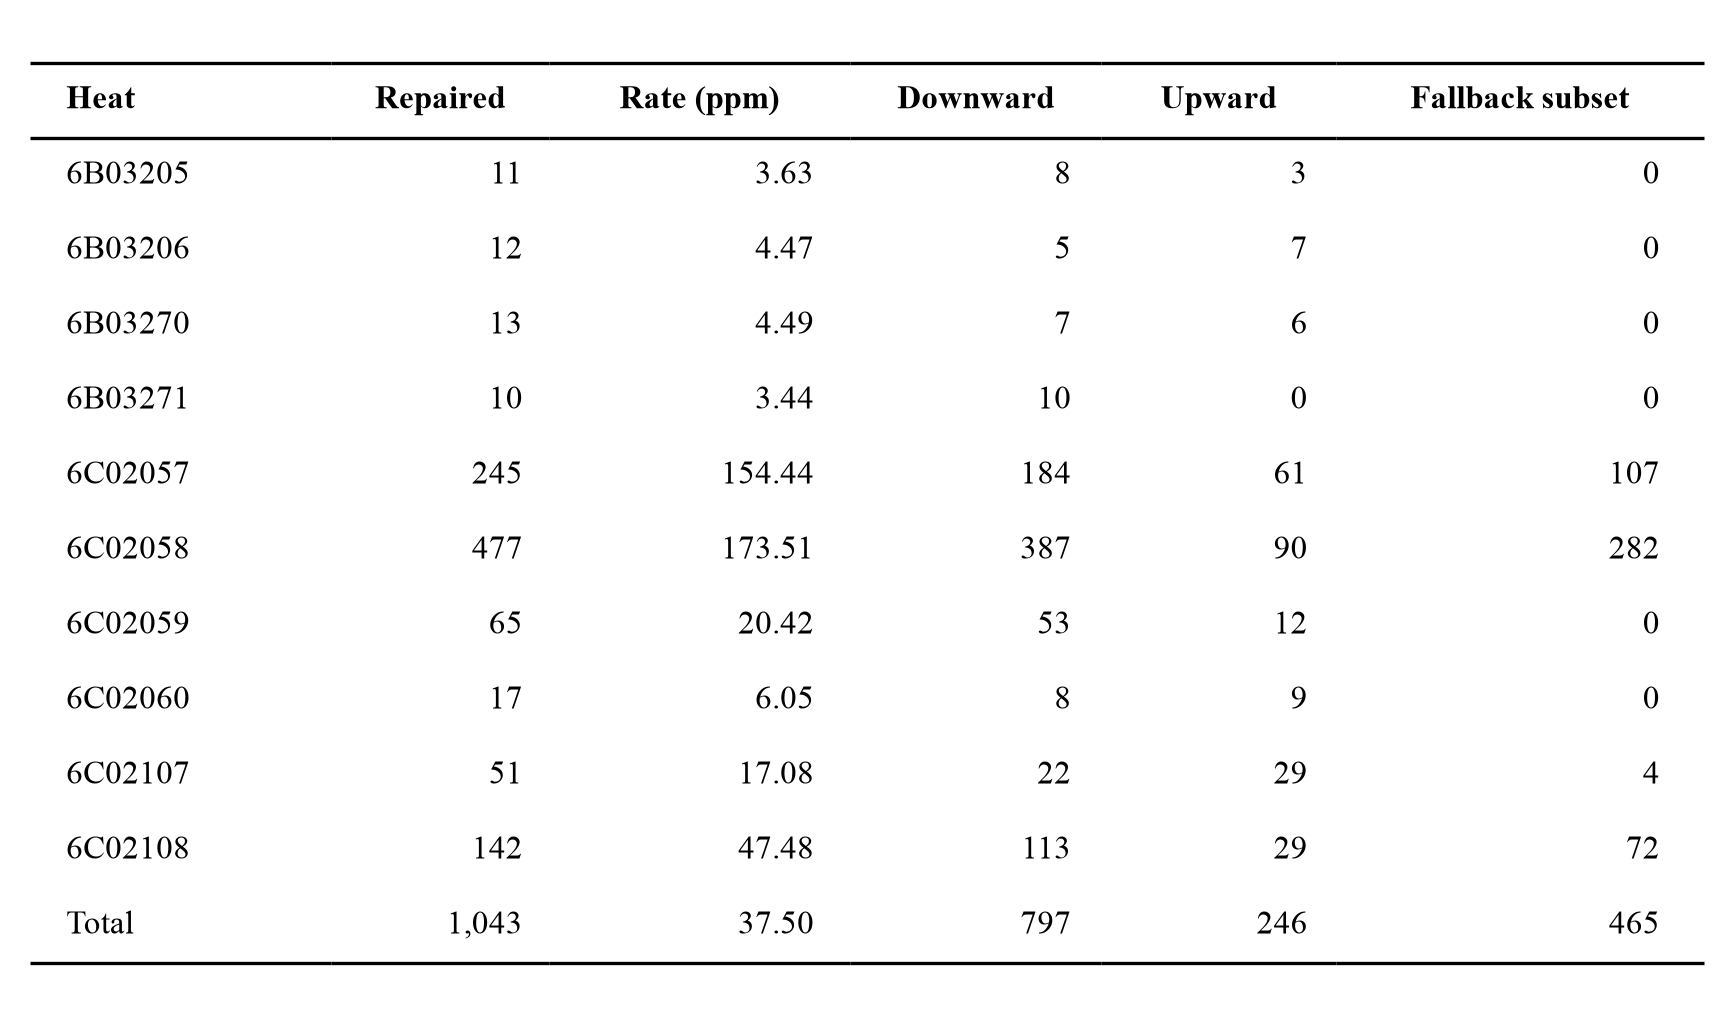 Heat Repaired Rate (ppm) Downward Upward Fallback subset
6B03205 11 3.63 8 3 0
6B03206 12 4.47 5 7 0
6B03270 13 4.49 7 6 0
6B03271 10 3.44 10 0 0
6C02057 245 154.44 184 61 107
6C02058 477 173.51 387 90 282
6C02059 65 20.42 53 12 0
6C02060 17 6.05 8 9 0
6C02107 51 17.08 22 29 4
6C02108 142 47.48 113 29 72
Total 1,043 37.50 797 246 465